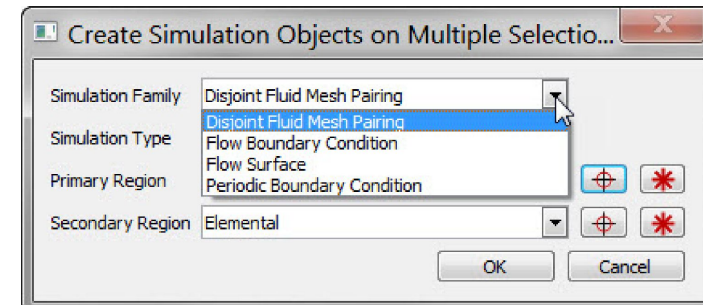 Create Simulation Objects on Multiple Selectio...
Simulation Family Disjoint Fluid Mesh Pairing
Disjoint Fluid Mesh Pairing
Simulation Type Flow Boundary Condition
Flow Surface
Primary Region Periodic Boundary Condition
Secondary Region Elemental
OK Cancel